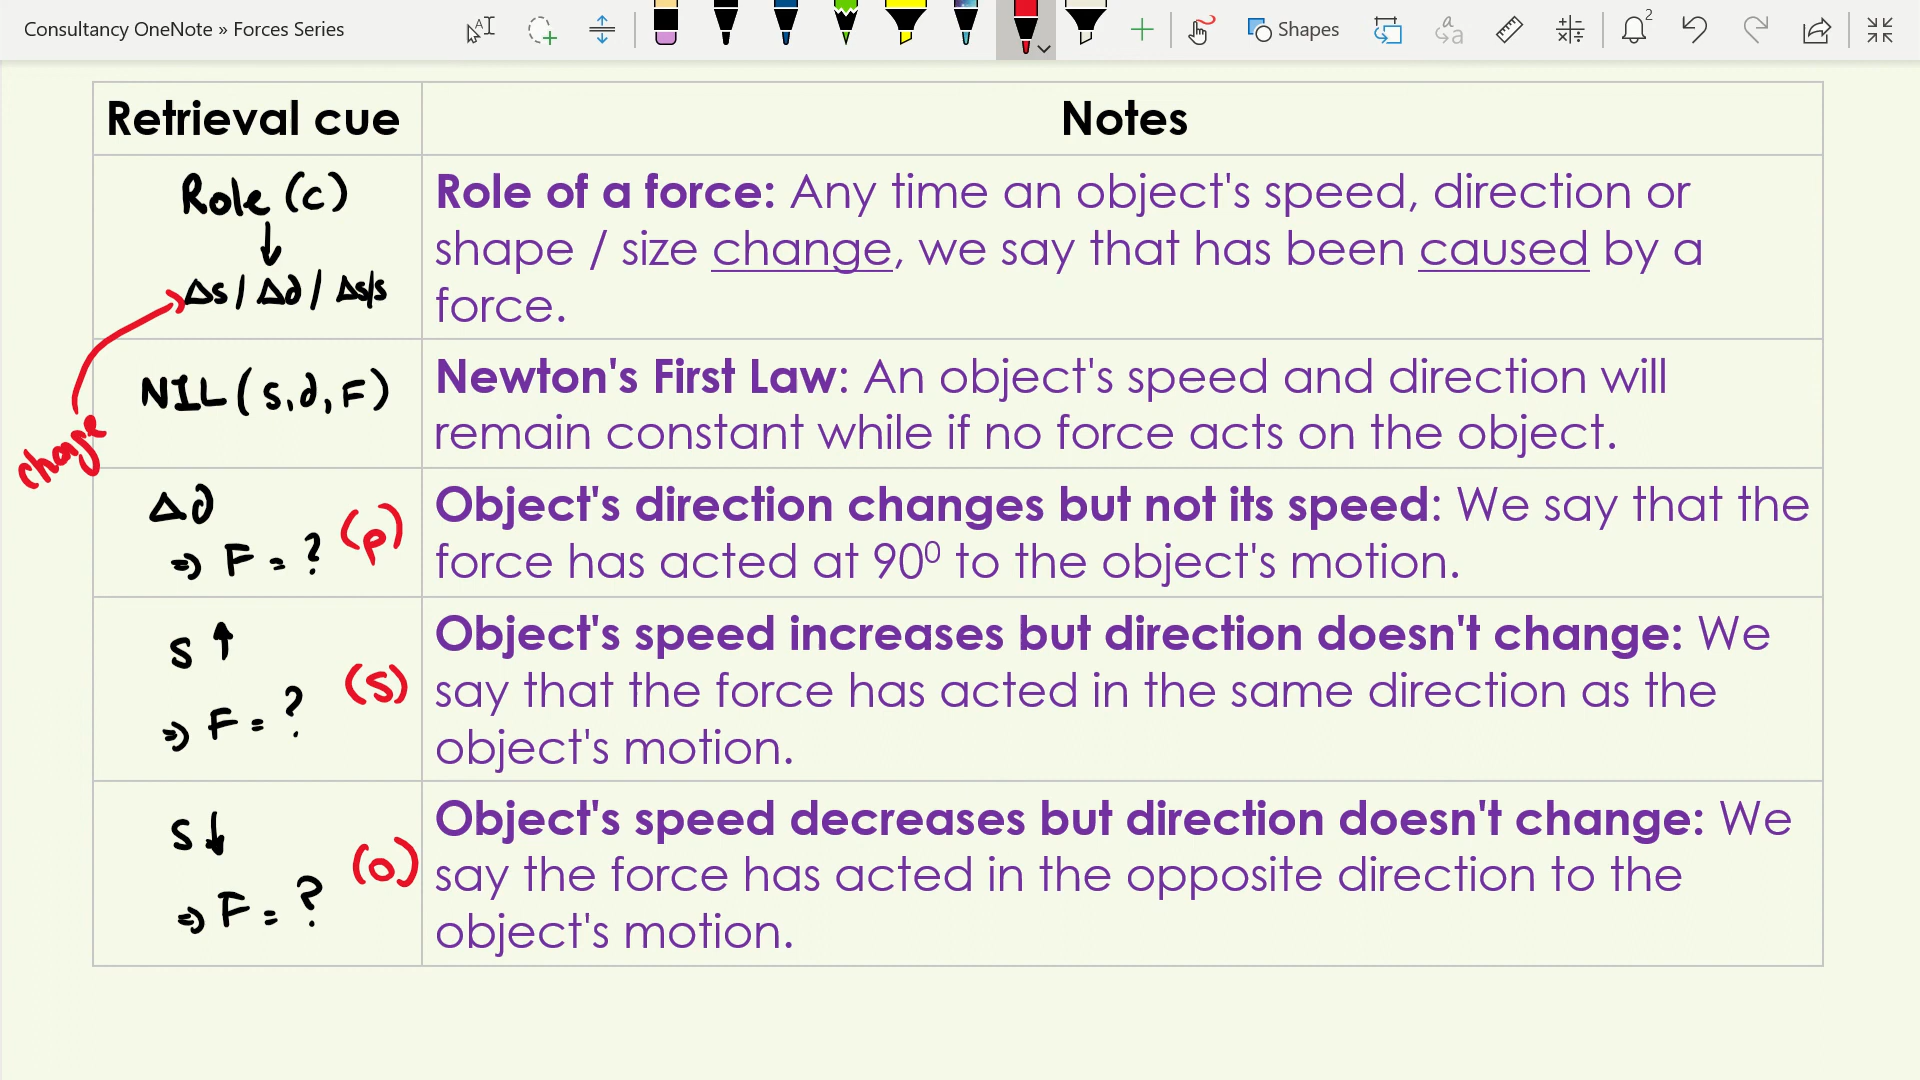 Consultancy OneNote » Forces Series
Shapes
2
Retrieval cue
Notes
Role (c)
↓
Δs / Δd / Δs/s
change
Role of a force: Any time an object's speed, direction or
shape / size change, we say that has been caused by a
force.
NIL (s, d, F)
Newton's First Law: An object's speed and direction will
remain constant while if no force acts on the object.
Δd
⇒ F = ? (p)
Object's direction changes but not its speed: We say that the
force has acted at 90⁰ to the object's motion.
s ↑
⇒ F = ? (s)
Object's speed increases but direction doesn't change: We
say that the force has acted in the same direction as the
object's motion.
s ↓
⇒ F = ? (o)
Object's speed decreases but direction doesn't change: We
say the force has acted in the opposite direction to the
object's motion.